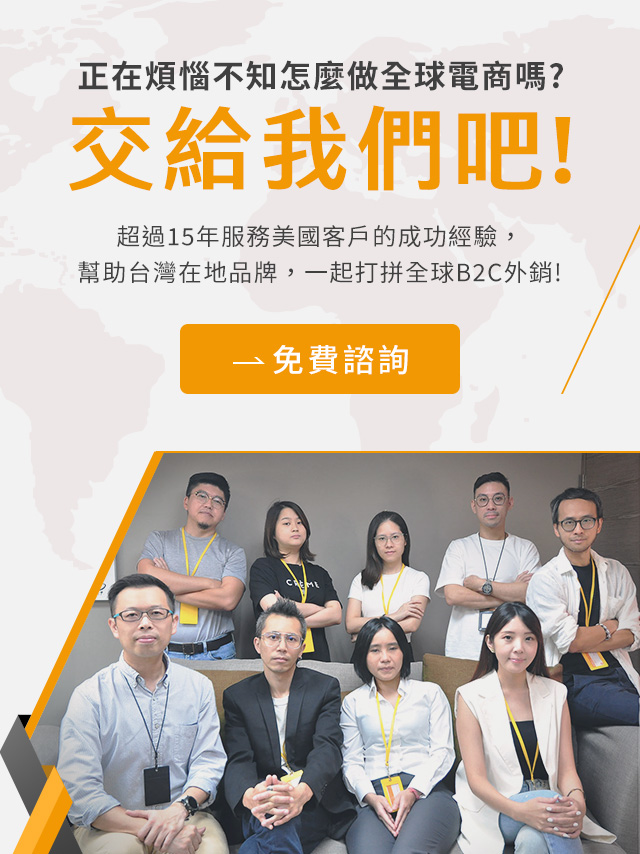 正在煩惱不知怎麼做全球電商嗎?
交給我們吧!
超過15年服務美國客戶的成功經驗，
幫助台灣在地品牌，一起打拼全球B2C外銷!
免費諮詢
CRÈME